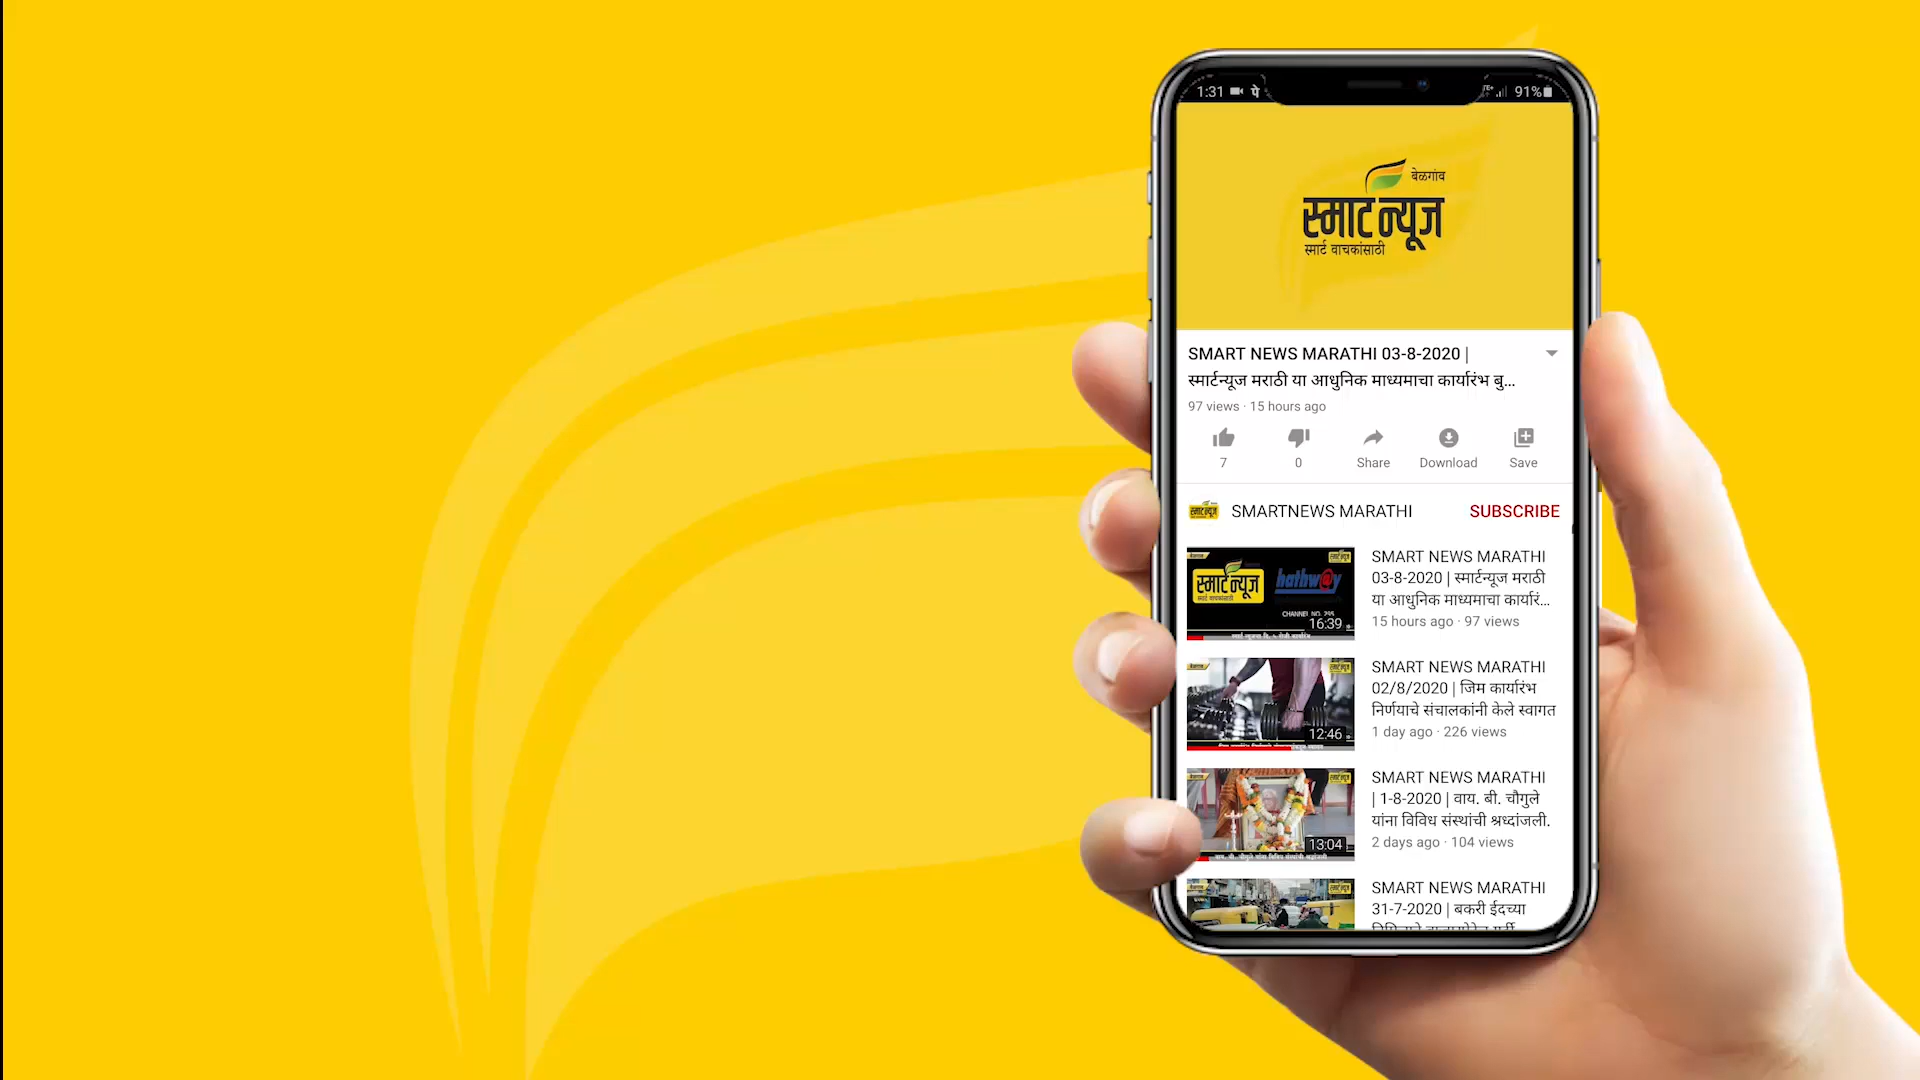 1:31 पे 91%
बेळगांव
स्मार्ट न्यूज
स्मार्ट वाचकांसाठी
SMART NEWS MARATHI 03-8-2020 |
स्मार्टन्यूज मराठी या आधुनिक माध्यमाचा कार्यारंभ बु...
97 views · 15 hours ago
7 0 Share Download Save
स्मार्ट न्यूज SMARTNEWS MARATHI SUBSCRIBE
स्मार्ट न्यूज hathway
CHANNEL NO. 295
16:39
SMART NEWS MARATHI
03-8-2020 | स्मार्टन्यूज मराठी
या आधुनिक माध्यमाचा कार्यारं...
15 hours ago · 97 views
12:46
SMART NEWS MARATHI
02/8/2020 | जिम कार्यारंभ
निर्णयाचे संचालकांनी केले स्वागत
1 day ago · 226 views
13:04
SMART NEWS MARATHI
| 1-8-2020 | वाय. बी. चौगुले
यांना विविध संस्थांची श्रध्दांजली.
2 days ago · 104 views
SMART NEWS MARATHI
31-7-2020 | बकरी ईदच्या